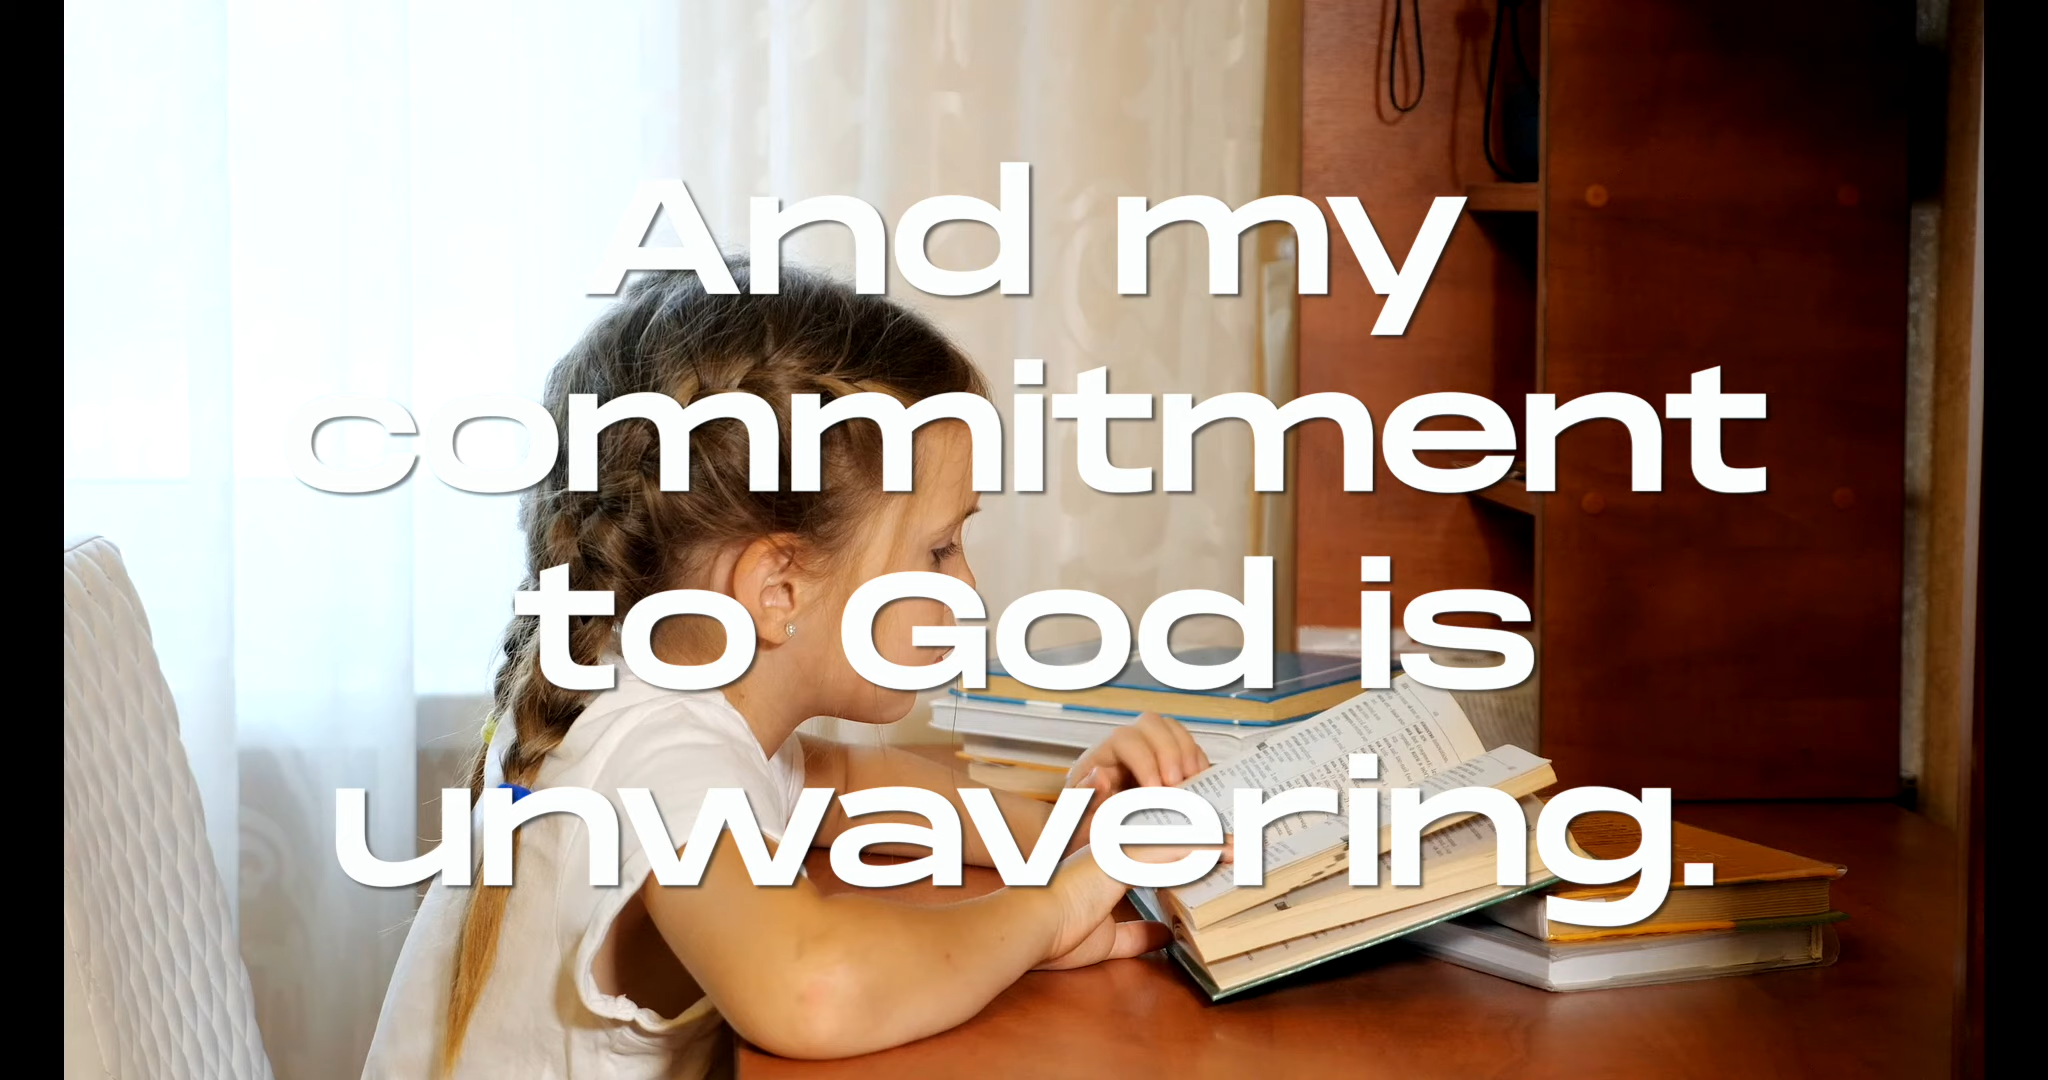 And my
commitment
to God is
unwavering.